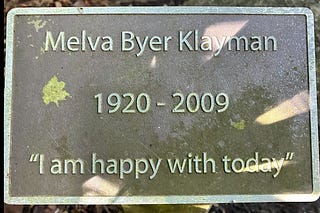 Melva Byer Klayman
1920 - 2009
“I am happy with today”